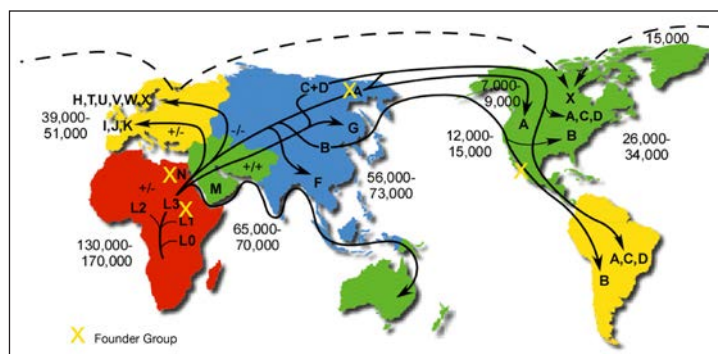 15,000
C+D
A
7,000-
9,000
X
H,T,U,V,W,X
39,000-
51,000
I,J,K
+/-
-/-
G
B
A
A,C,D
B
12,000-
15,000
26,000-
34,000
N
+/+
M
F
56,000-
73,000
+/-
L2
L3
L1
L0
65,000-
70,000
130,000-
170,000
A,C,D
B
X Founder Group